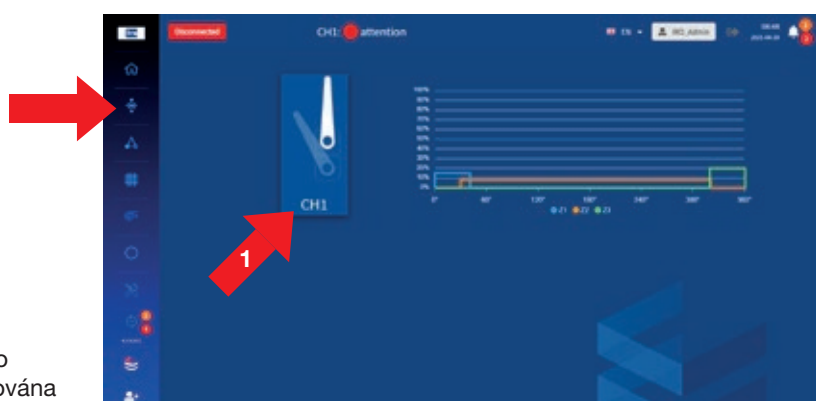 Disconnected
CH1: attention
EN
RO_Admin
100%
90%
80%
70%
60%
50%
40%
30%
20%
10%
0%
0° 60° 120° 180° 240° 300° 360°
Z1 Z2 Z3
CH1
1
o
ována